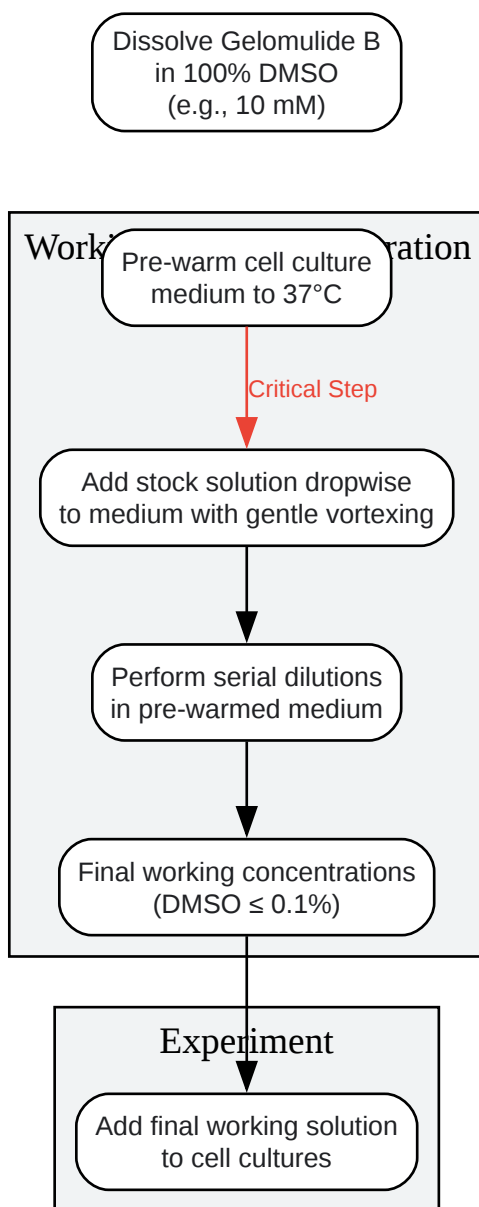 Dissolve Gelomulide B
in 100% DMSO
(e.g., 10 mM)
Pre-warm cell culture
medium to 37°C
Critical Step
Add stock solution dropwise
to medium with gentle vortexing
Perform serial dilutions
in pre-warmed medium
Final working concentrations
(DMSO ≤ 0.1%)
Experiment
Add final working solution
to cell cultures